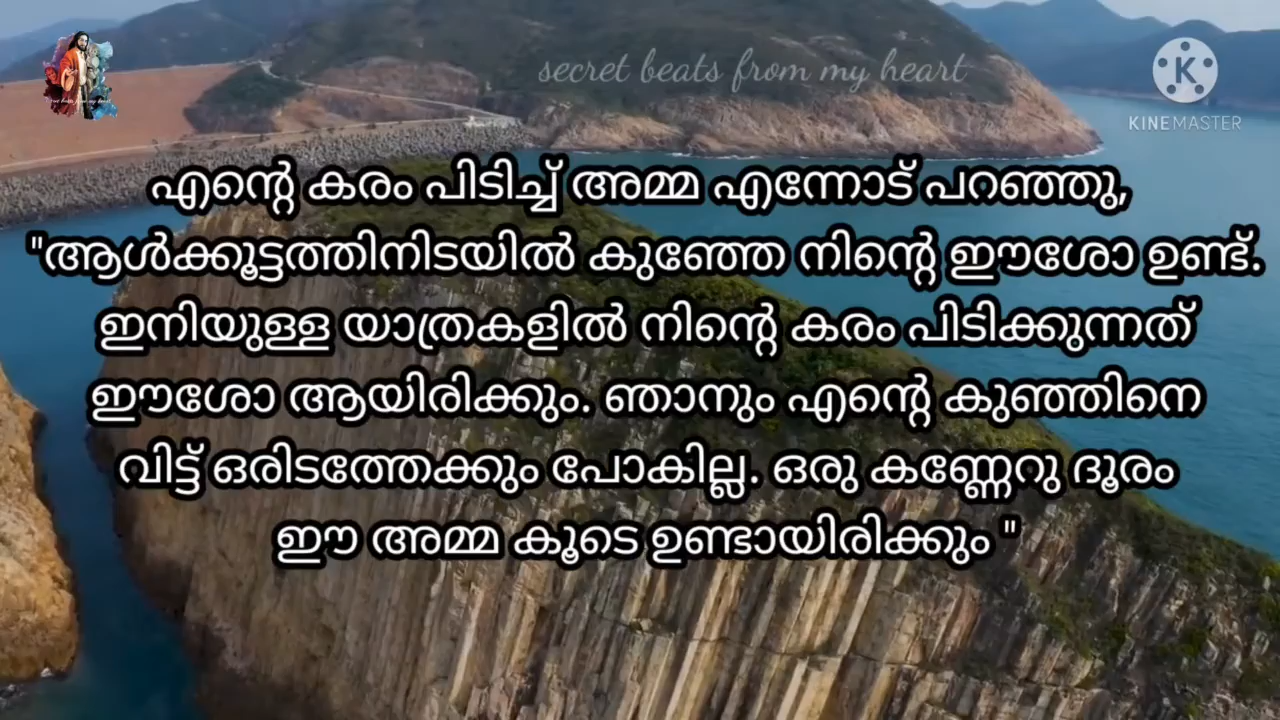 secret beats from my heart
KINEMASTER
എന്റെ കരം പിടിച്ച് അമ്മ എന്നോട് പറഞ്ഞു,
"ആൾക്കൂട്ടത്തിനിടയിൽ കുഞ്ഞേ നിന്റെ ഈശോ ഉണ്ട്.
ഇനിയുള്ള യാത്രകളിൽ നിന്റെ കരം പിടിക്കുന്നത്
ഈശോ ആയിരിക്കും. ഞാനും എന്റെ കുഞ്ഞിനെ
വിട്ട് ഒരിടത്തേക്കും പോകില്ല. ഒരു കണ്ണേറു ദൂരം
ഈ അമ്മ കൂടെ ഉണ്ടായിരിക്കും "